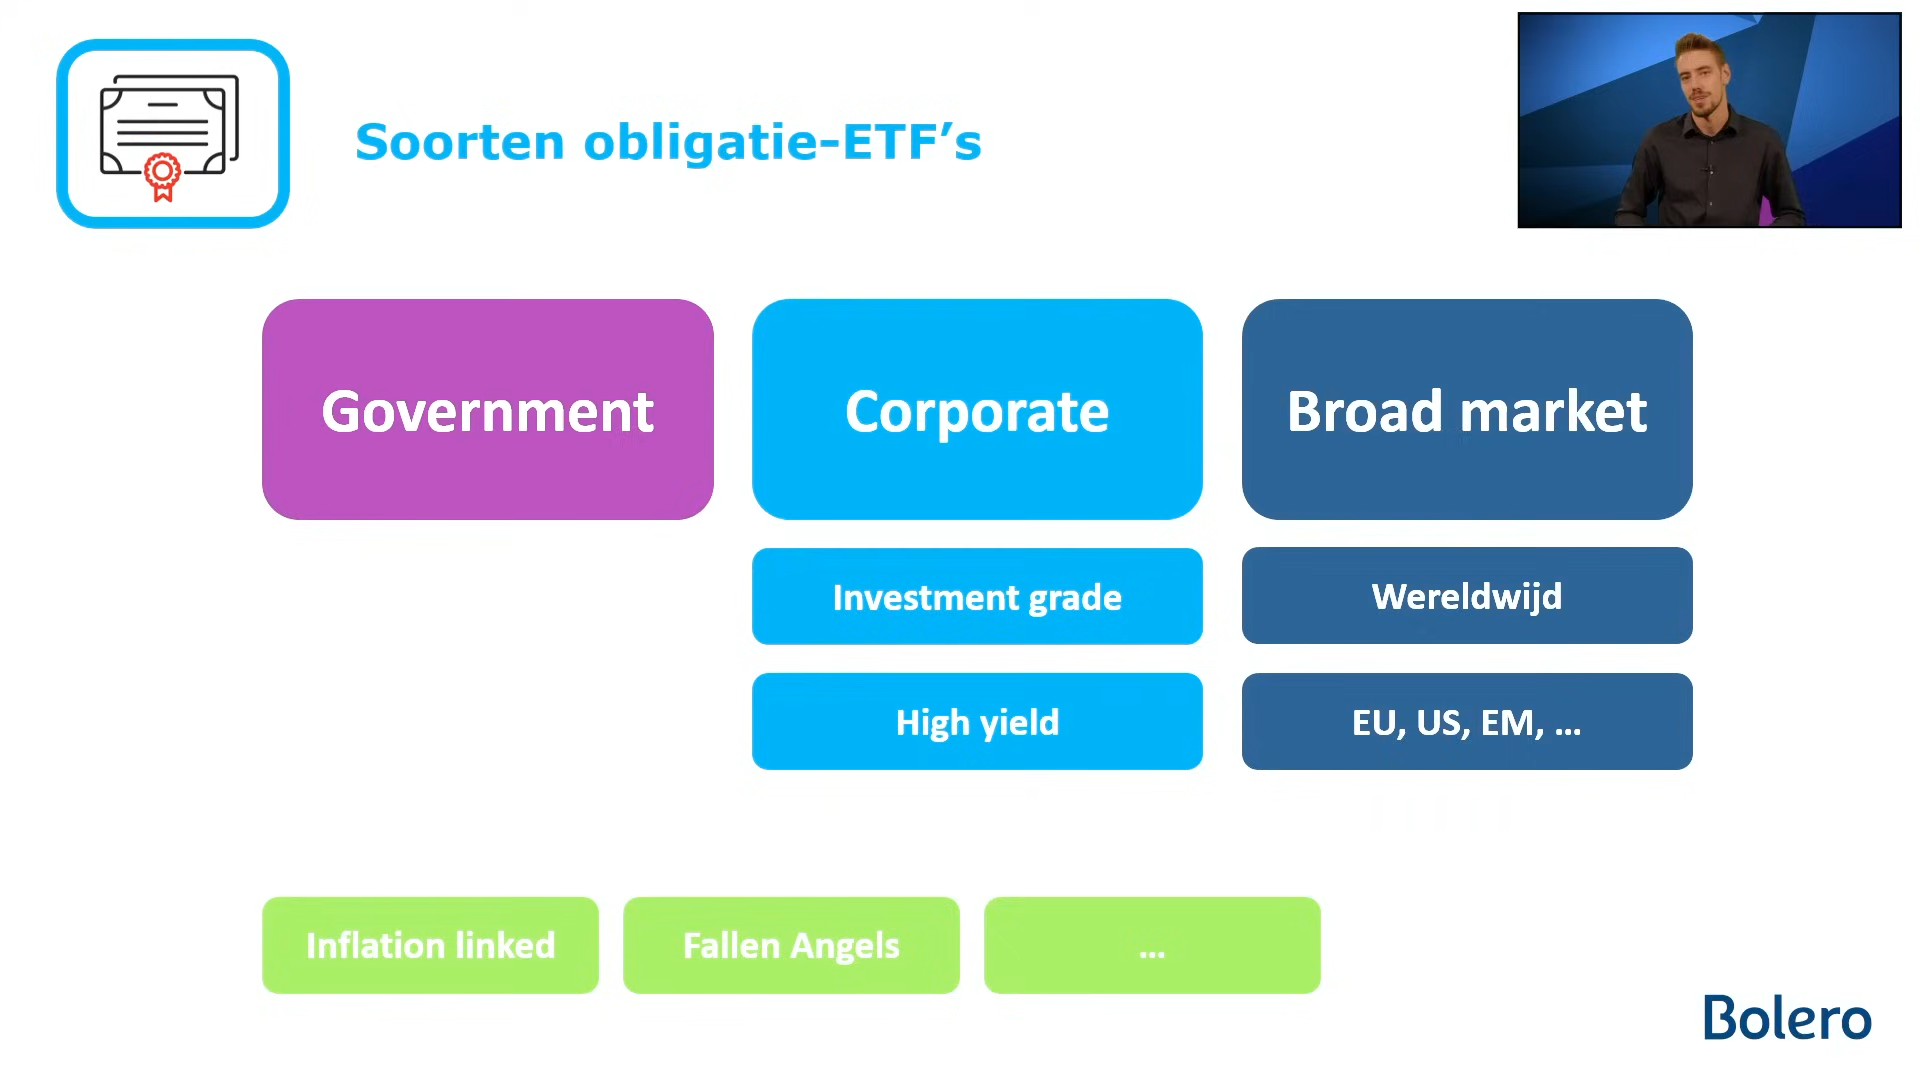 Soorten obligatie-ETF’s
Government
Corporate
Broad market
Investment grade
Wereldwijd
High yield
EU, US, EM, ...
Inflation linked
Fallen Angels
...
Bolero